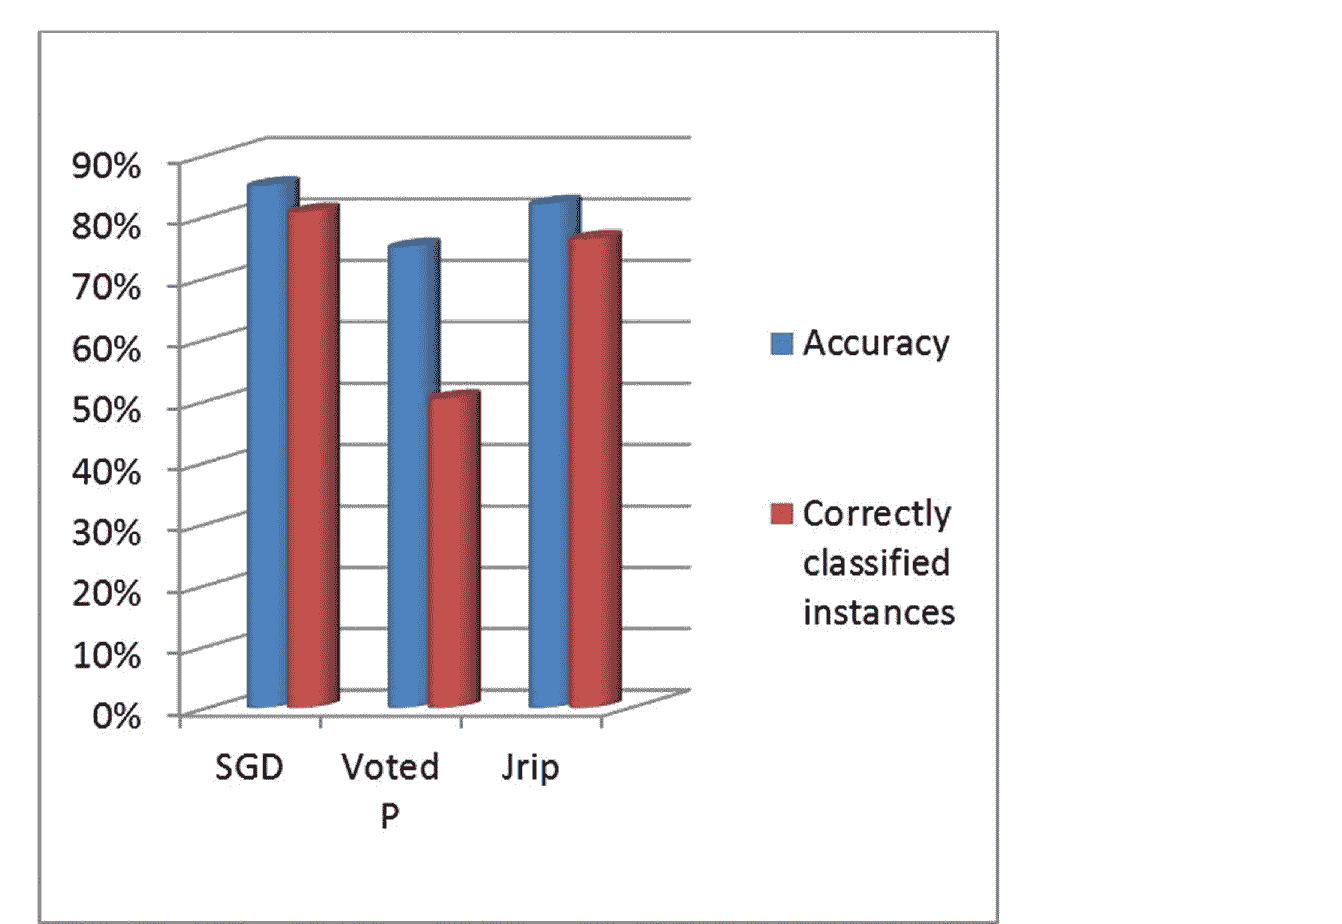 90%
80%
70%
60%
50%
40%
30%
20%
10%
0%
SGD
Voted
P
Jrip
Accuracy
Correctly
classified
instances